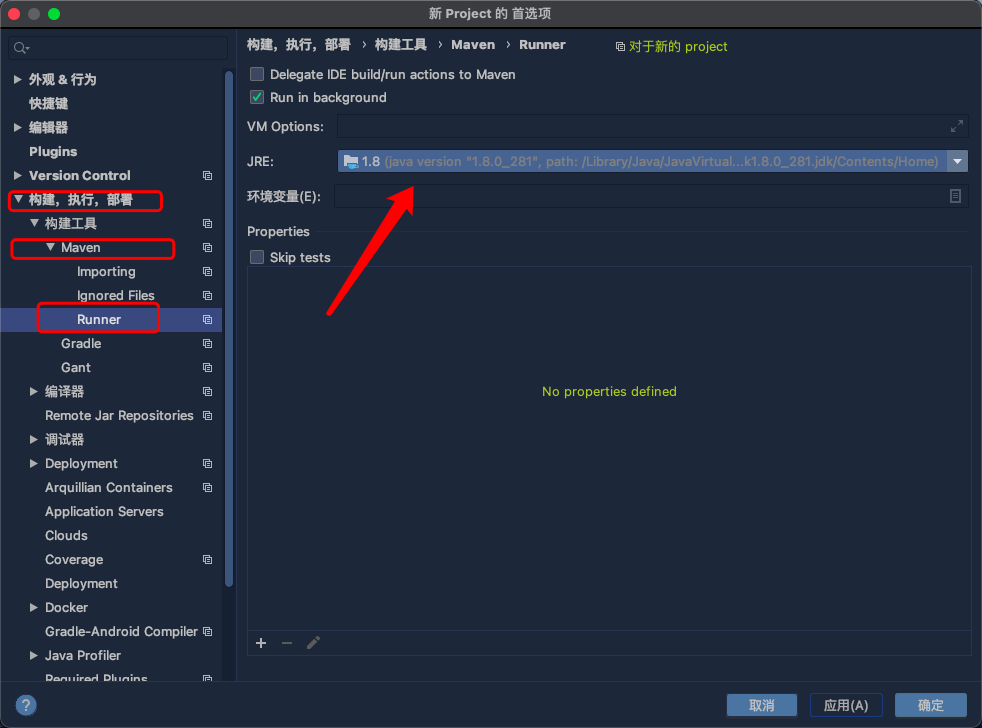 新 Project 的 首选项
外观 & 行为
快捷键
编辑器
Plugins
Version Control
构建，执行，部署
构建工具
Maven
Importing
Ignored Files
Runner
Gradle
Gant
编译器
Remote Jar Repositories
调试器
Deployment
Arquillian Containers
Application Servers
Clouds
Coverage
Deployment
Docker
Gradle-Android Compiler
Java Profiler
Required Plugins
构建，执行，部署 › 构建工具 › Maven › Runner
对于新的 project
Delegate IDE build/run actions to Maven
Run in background
VM Options:
JRE: 1.8 (java version "1.8.0_281", path: /Library/Java/JavaVirtual...k1.8.0_281.jdk/Contents/Home)
环境变量(E):
Properties
Skip tests
No properties defined
?
取消 应用(A) 确定